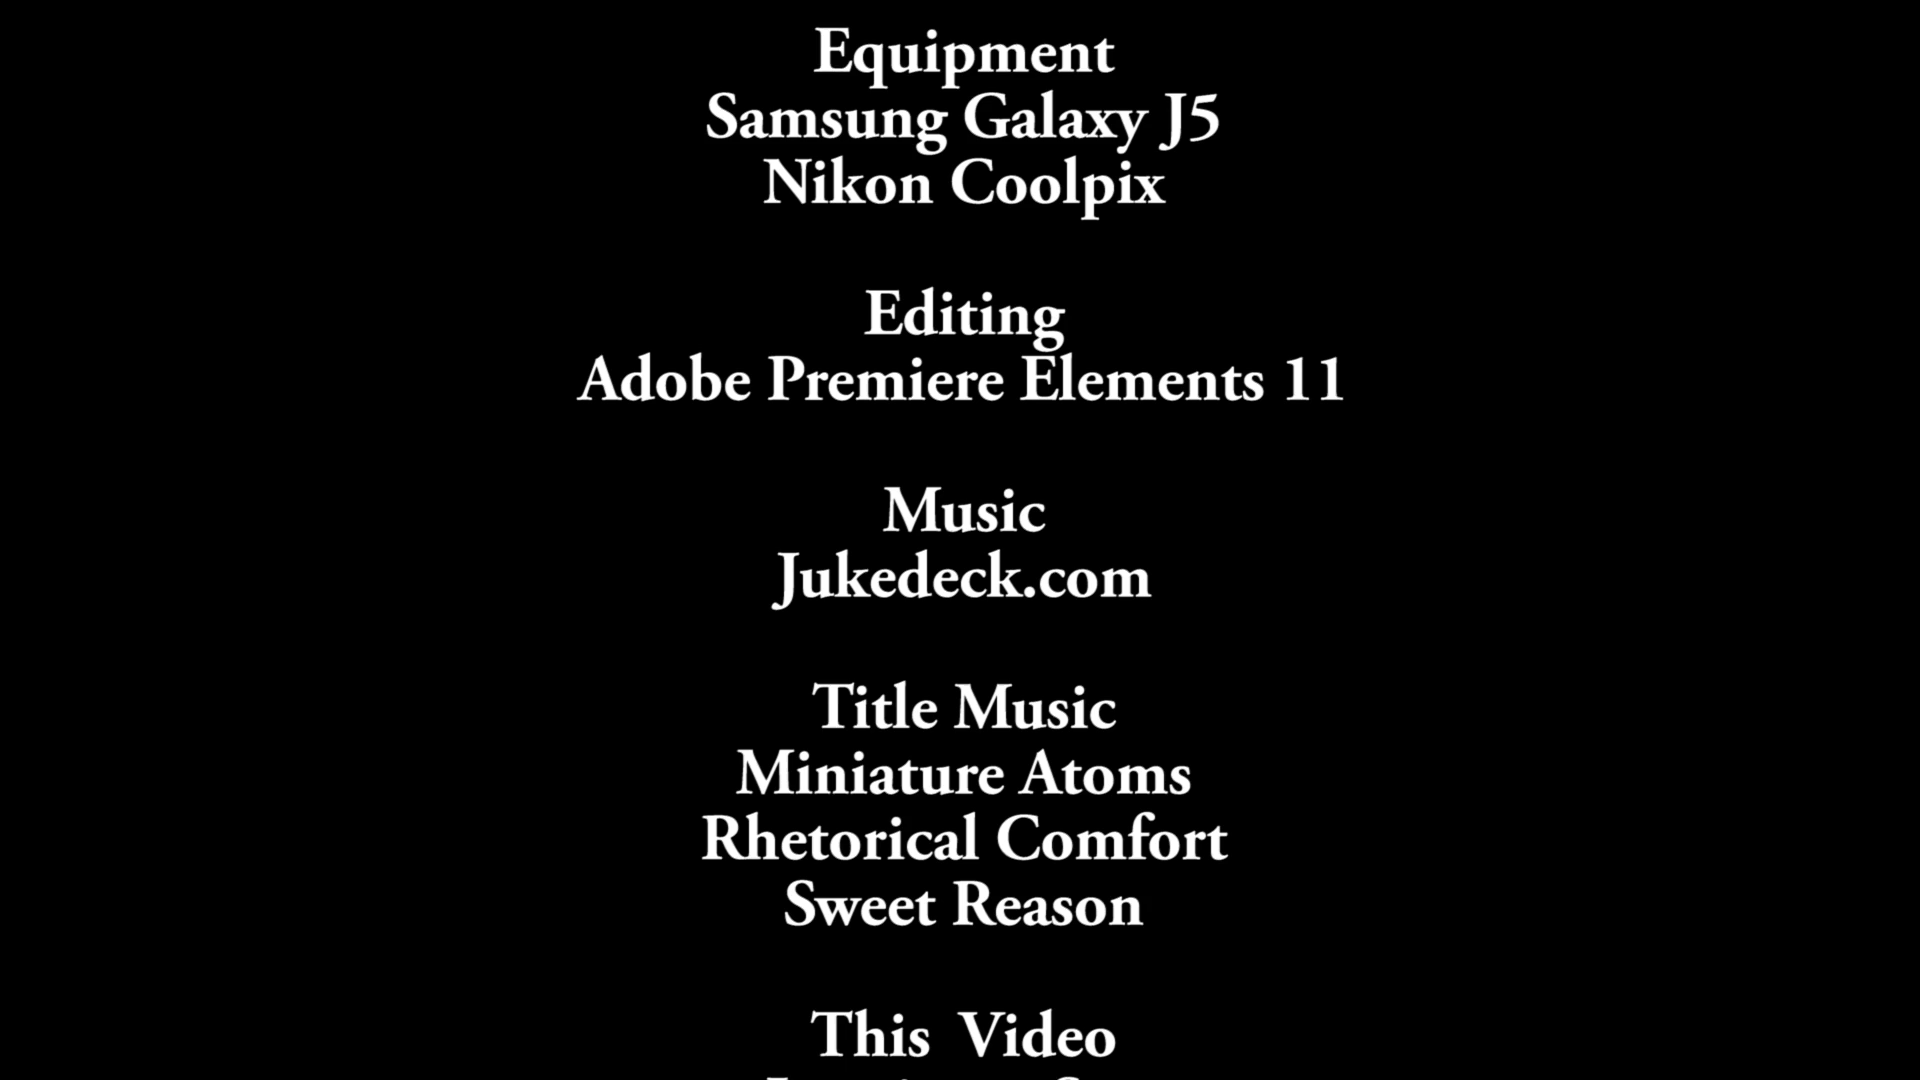 Equipment
Samsung Galaxy J5
Nikon Coolpix
Editing
Adobe Premiere Elements 11
Music
Jukedeck.com
Title Music
Miniature Atoms
Rhetorical Comfort
Sweet Reason
This Video